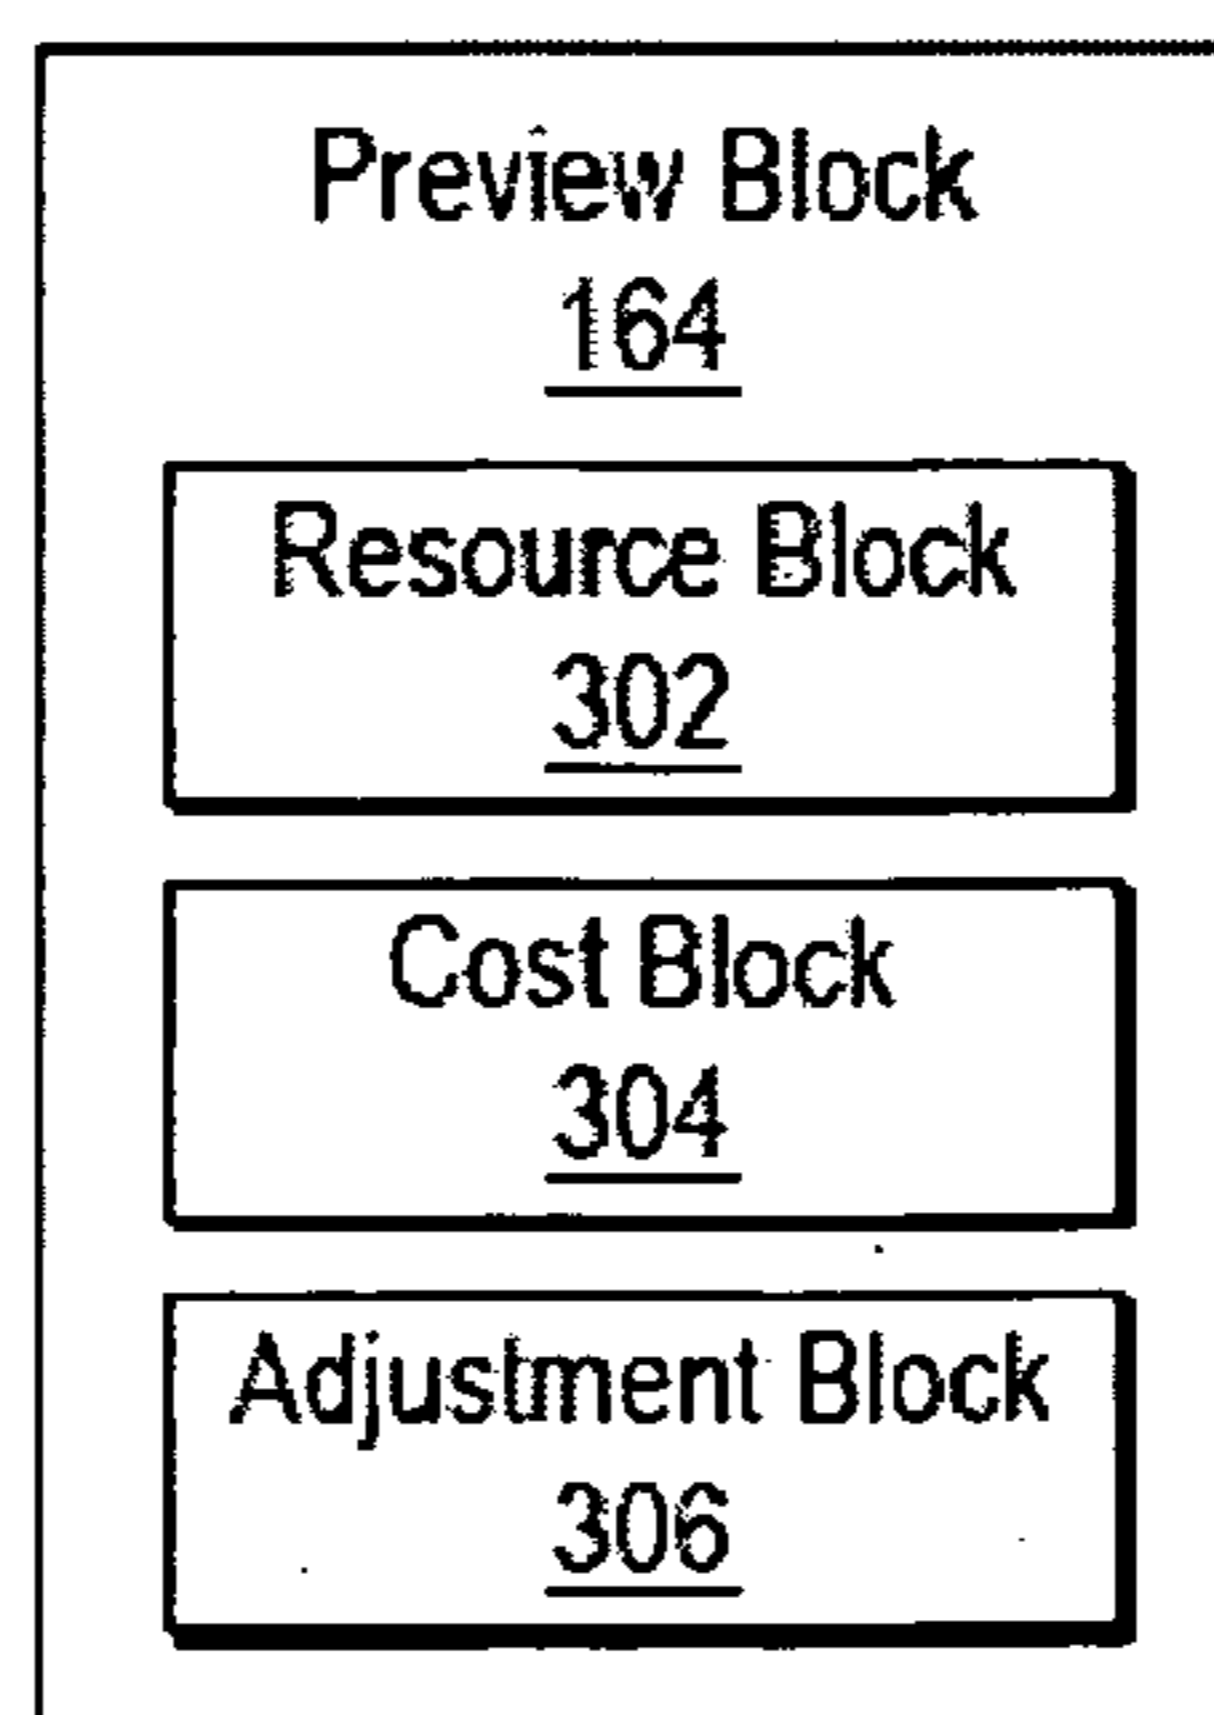 Preview Block
164
Resource Block
302
Cost Block
304
Adjustment Block
306